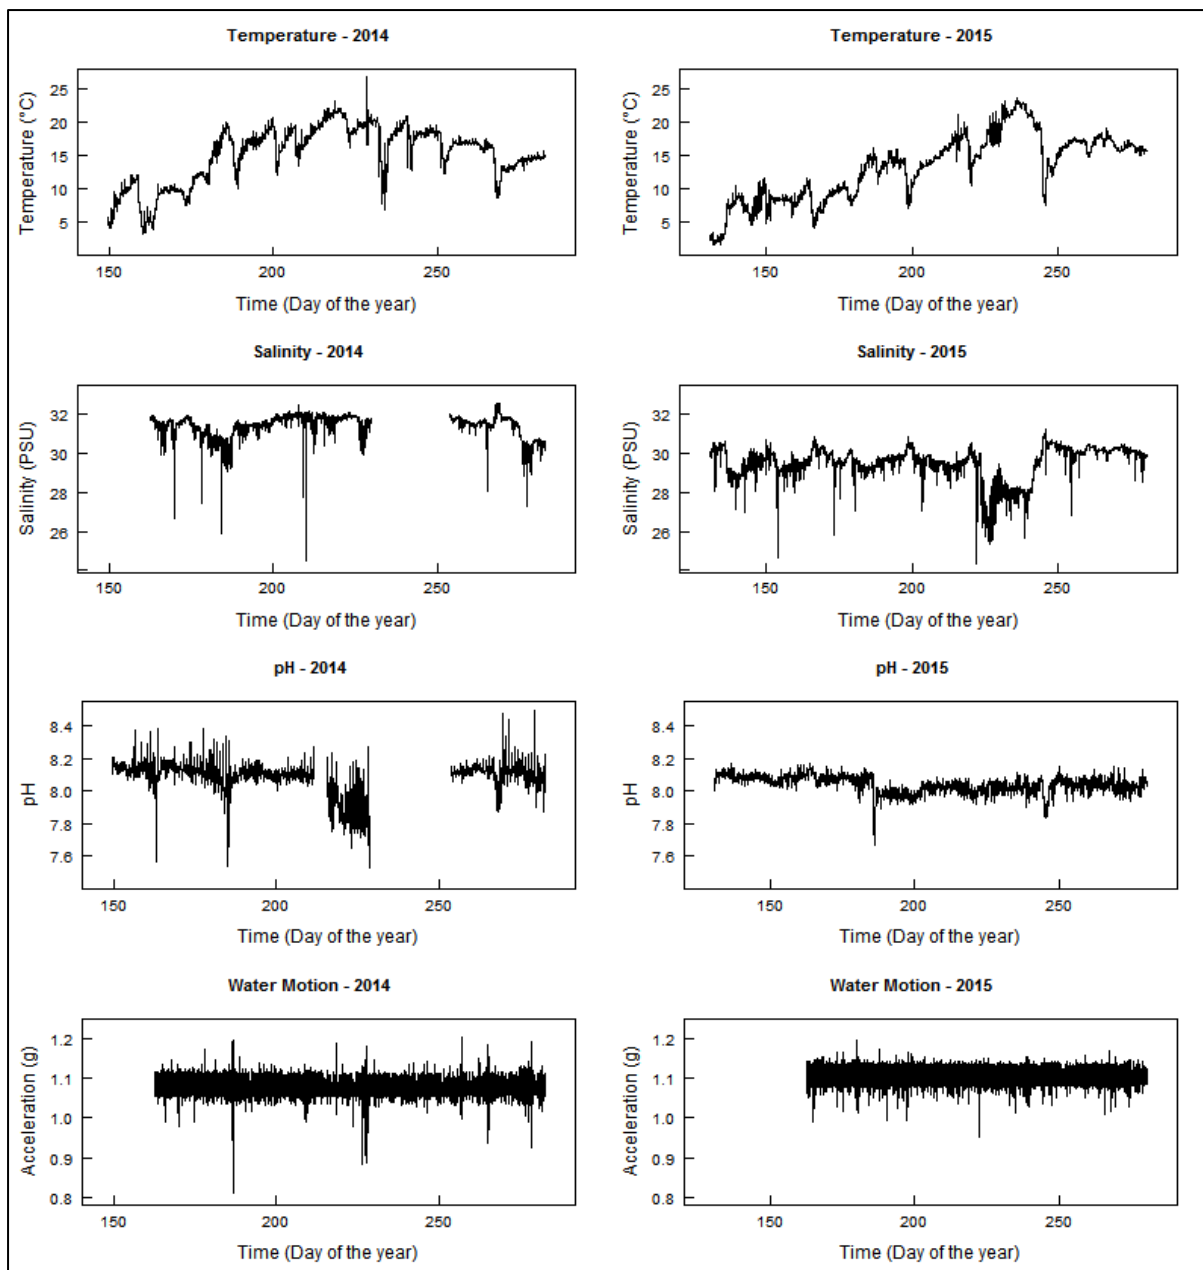 Temperature - 2014
Temperature (°C)
25
20
15
10
5
150 200 250
Time (Day of the year)
Temperature - 2015
Temperature (°C)
25
20
15
10
5
150 200 250
Time (Day of the year)
Salinity - 2014
Salinity (PSU)
32
30
28
26
150 200 250
Time (Day of the year)
Salinity - 2015
Salinity (PSU)
32
30
28
26
150 200 250
Time (Day of the year)
pH - 2014
pH
8.4
8.2
8.0
7.8
7.6
150 200 250
Time (Day of the year)
pH - 2015
pH
8.4
8.2
8.0
7.8
7.6
150 200 250
Time (Day of the year)
Water Motion - 2014
Acceleration (g)
1.2
1.1
1.0
0.9
0.8
150 200 250
Time (Day of the year)
Water Motion - 2015
Acceleration (g)
1.2
1.1
1.0
0.9
0.8
150 200 250
Time (Day of the year)